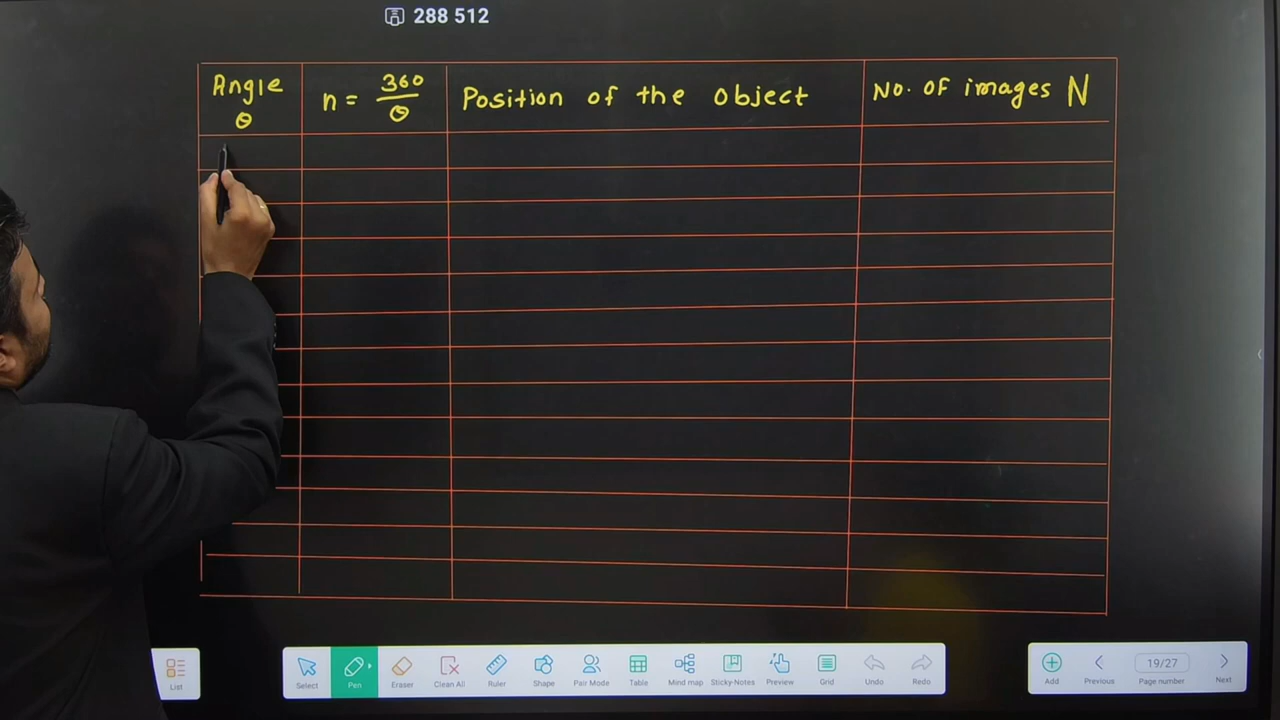 288 512
Angle θ
n = 360/θ
Position of the object
No. of images N
List
Select
Pen
Eraser
Clean All
Ruler
Shape
Pair Mode
Table
Mind map
Sticky-Notes
Preview
Grid
Undo
Redo
Add
Previous
19/27
Page number
Next